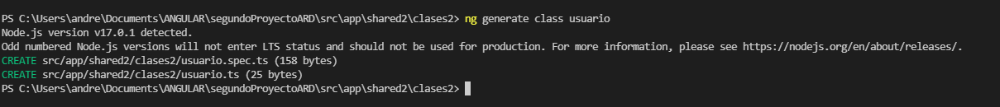 PS C:\Users\andre\Documents\ANGULAR\segundoProyectoARD\src\app\shared2\clases2> ng generate class usuario
Node.js version v17.0.1 detected.
Odd numbered Node.js versions will not enter LTS status and should not be used for production. For more information, please see https://nodejs.org/en/about/releases/.
CREATE src/app/shared2/clases2/usuario.spec.ts (158 bytes)
CREATE src/app/shared2/clases2/usuario.ts (25 bytes)
PS C:\Users\andre\Documents\ANGULAR\segundoProyectoARD\src\app\shared2\clases2>